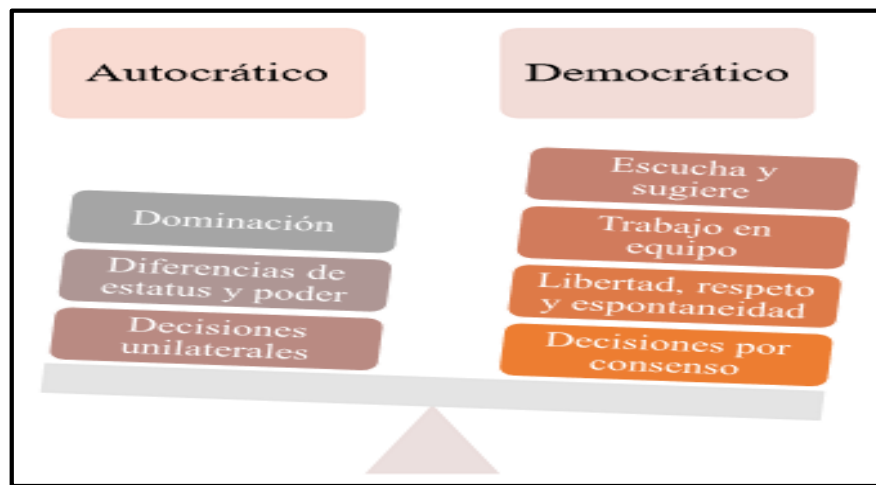 Autocrático
Democrático
Dominación
Diferencias de
estatus y poder
Decisiones
unilaterales
Escucha y
sugiere
Trabajo en
equipo
Libertad, respeto
y espontaneidad
Decisiones por
consenso